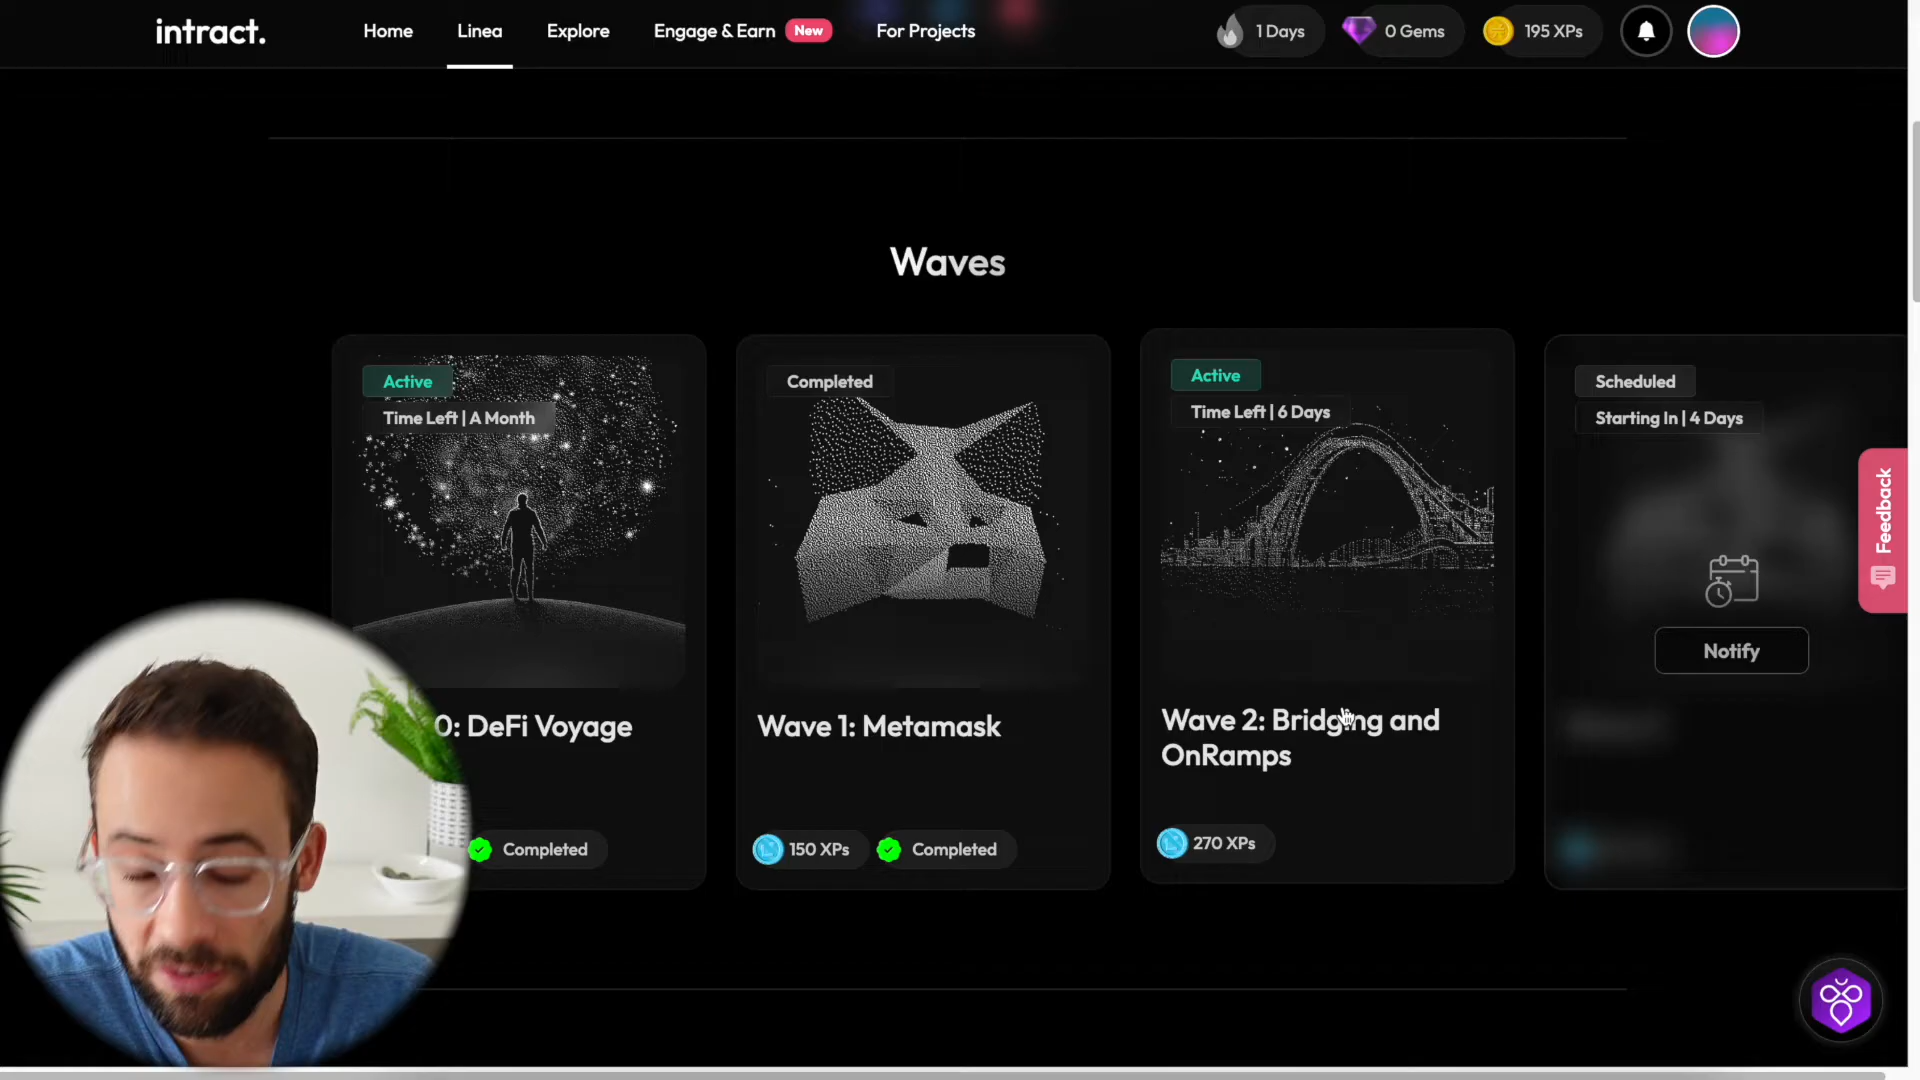 intract.
Home
Linea
Explore
Engage & Earn
New
For Projects
1 Days
0 Gems
195 XPs
Waves
Active
Time Left | A Month
0: DeFi Voyage
Completed
Completed
Wave 1: Metamask
150 XPs
Completed
Active
Time Left | 6 Days
Wave 2: Bridging and
OnRamps
270 XPs
Scheduled
Starting In | 4 Days
Notify
Feedback